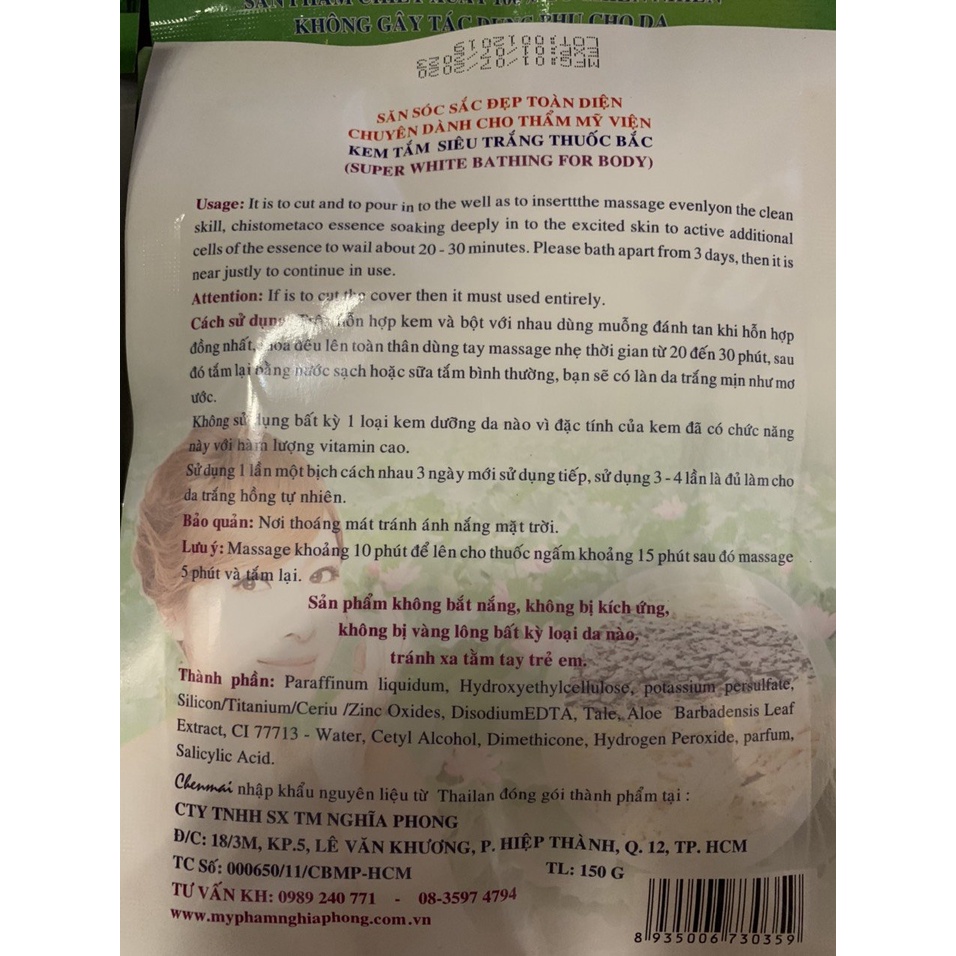 KHÔNG GÂY TÁC DỤNG PHỤ CHO DA
SĂN SÓC SẮC ĐẸP TOÀN DIỆN
CHUYÊN DÀNH CHO THẨM MỸ VIỆN
KEM TẮM SIÊU TRẮNG THUỐC BẮC
(SUPER WHITE BATHING FOR BODY)
Usage: It is to cut and to pour in to the well as to inserttthe massage evenlyon the clean
skill, chistometaco essence soaking deeply in to the excited skin to active additional
cells of the essence to wail about 20 - 30 minutes. Please bath apart from 3 days, then it is
near justly to continue in use.
Attention: If is to cut the cover then it must used entirely.
Cách sử dụng: Trộn hỗn hợp kem và bột với nhau dùng muỗng đánh tan khi hỗn hợp
đồng nhất, thoa đều lên toàn thân dùng tay massage nhẹ thời gian từ 20 đến 30 phút, sau
đó tắm lại bằng nước sạch hoặc sữa tắm bình thường, bạn sẽ có làn da trắng mịn như mơ
ước.
Không sử dụng bất kỳ 1 loại kem dưỡng da nào vì đặc tính của kem đã có chức năng
này với hàm lượng vitamin cao.
Sử dụng 1 lần một bịch cách nhau 3 ngày mới sử dụng tiếp, sử dụng 3 - 4 lần là đủ làm cho
da trắng hồng tự nhiên.
Bảo quản: Nơi thoáng mát tránh ánh nắng mặt trời.
Lưu ý: Massage khoảng 10 phút để lên cho thuốc ngấm khoảng 15 phút sau đó massage
5 phút và tắm lại.
Sản phẩm không bắt nắng, không bị kích ứng,
không bị vàng lông bất kỳ loại da nào,
tránh xa tầm tay trẻ em.
Thành phần: Paraffinum liquidum, Hydroxyethylcellulose, potassium persulfate,
Silicon/Titanium/Ceriu /Zinc Oxides, DisodiumEDTA, Tale, Aloe Barbadensis Leaf
Extract, CI 77713 - Water, Cetyl Alcohol, Dimethicone, Hydrogen Peroxide, parfum,
Salicylic Acid.
Chenmai nhập khẩu nguyên liệu từ Thailan đóng gói thành phẩm tại :
CTY TNHH SX TM NGHĨA PHONG
Đ/C: 18/3M, KP.5, LÊ VĂN KHƯƠNG, P. HIỆP THÀNH, Q. 12, TP. HCM
TC Số: 000650/11/CBMP-HCM TL: 150 G
TƯ VẤN KH: 0989 240 771 - 08-3597 4794
www.myphamnghiaphong.com.vn
8 935006 730359